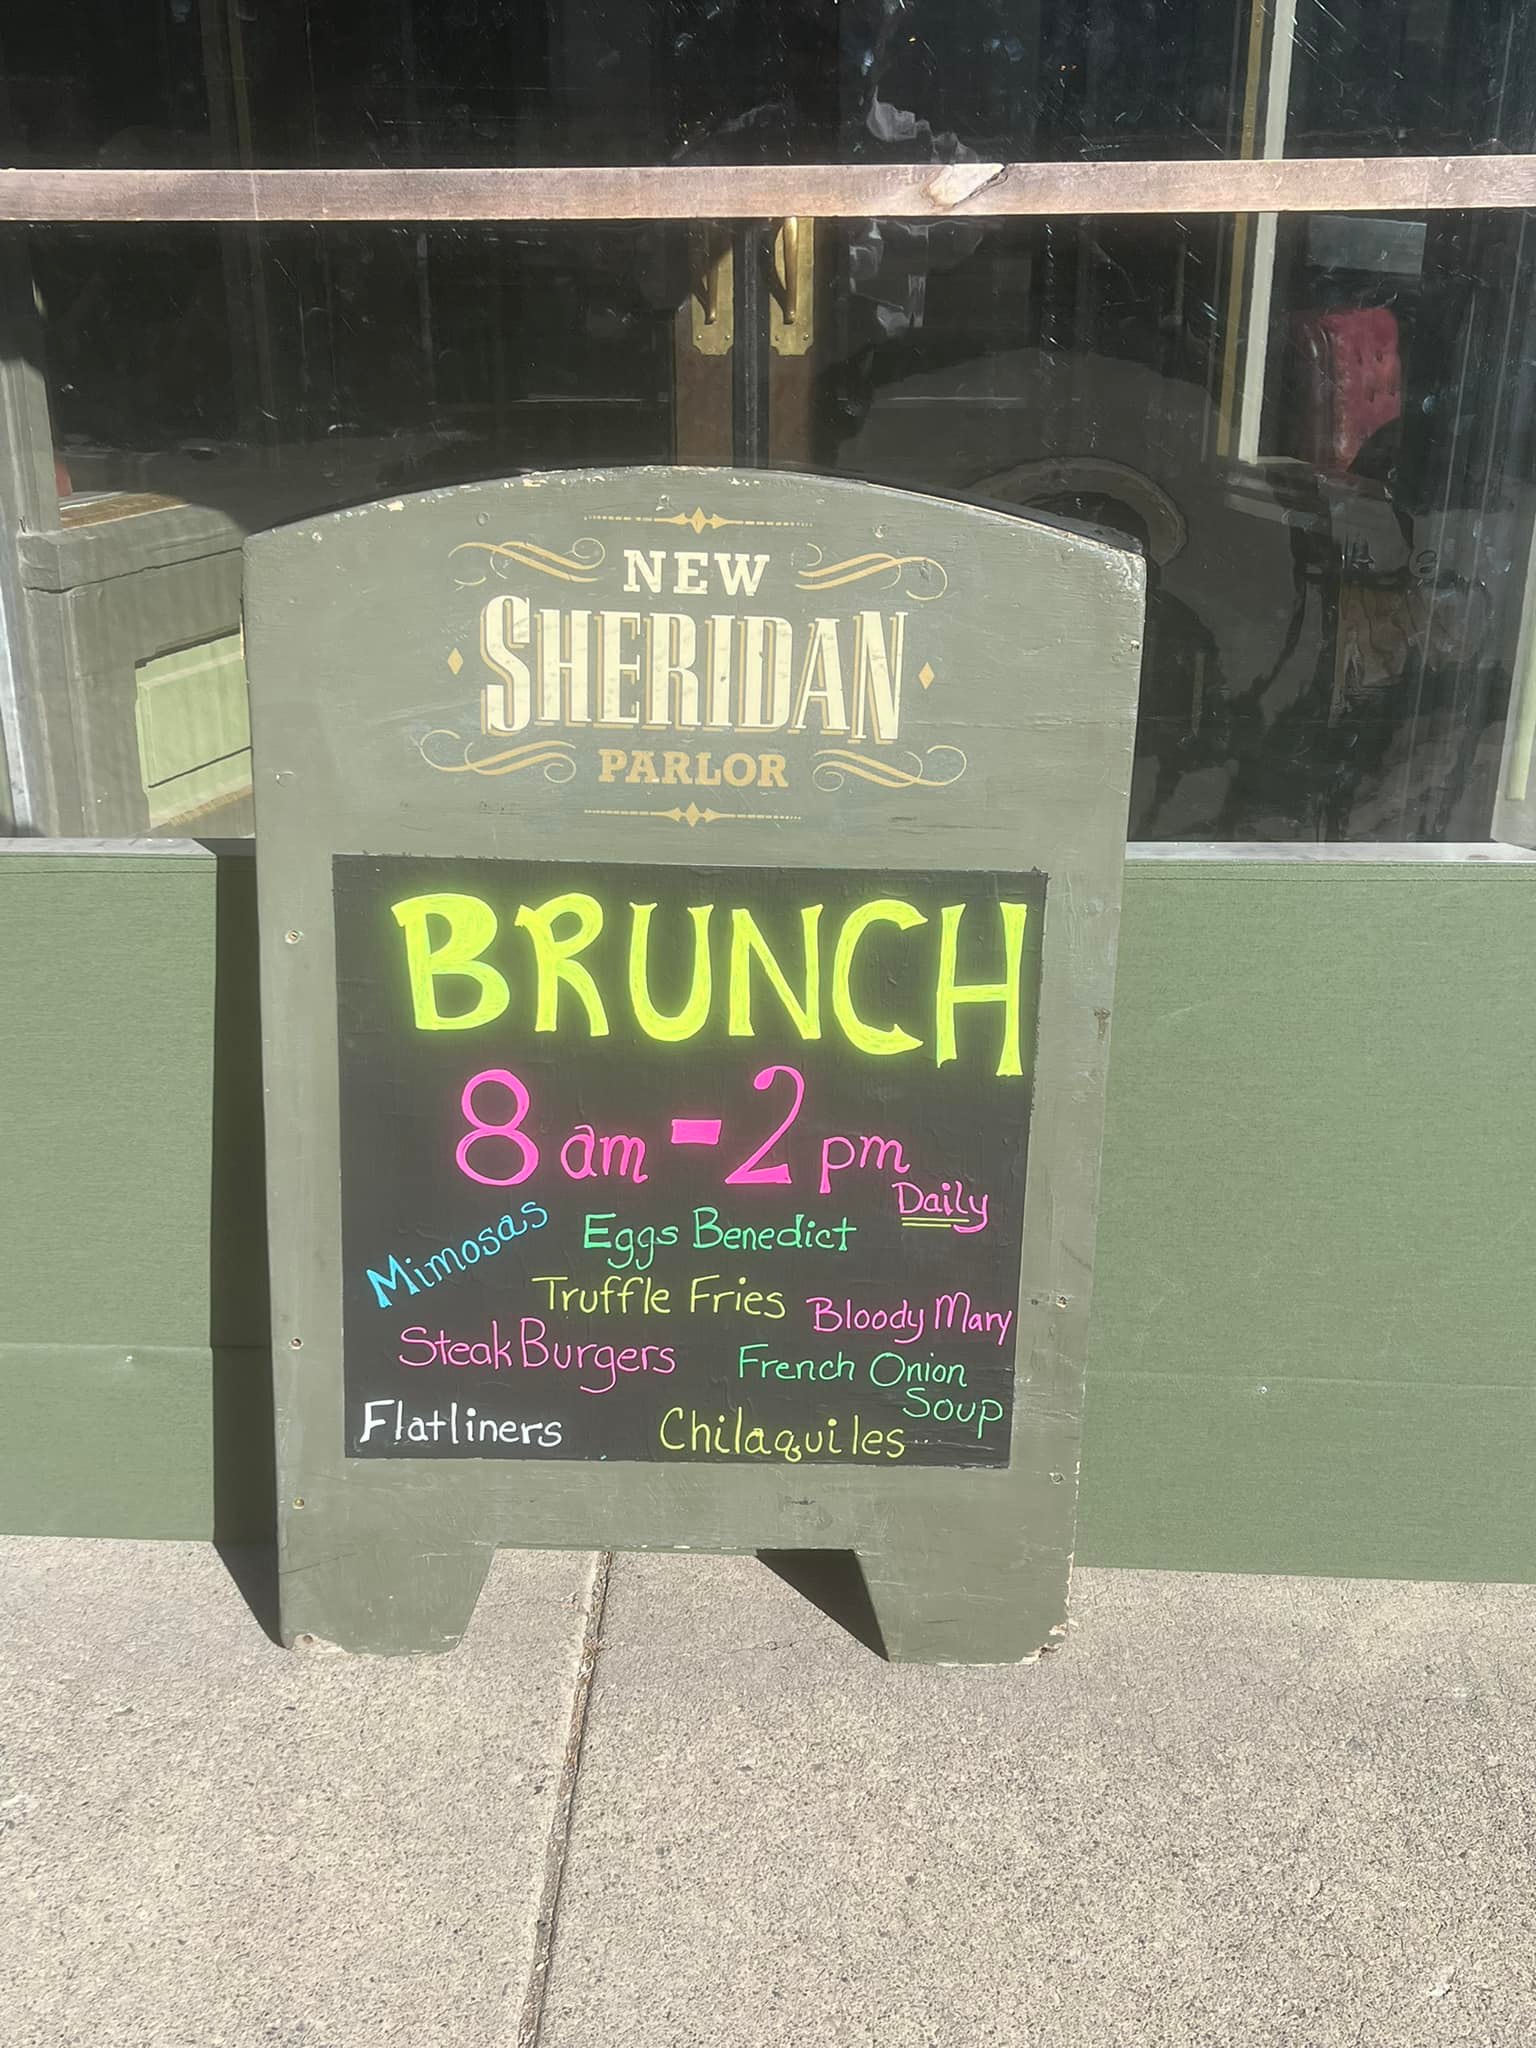 NEW
SHERIDAN
PARLOR
BRUNCH
8 am - 2 pm
Daily
Mimosas
Eggs Benedict
Truffle Fries
Bloody Mary
Steak Burgers
French Onion
Soup
Flatliners
Chilaquiles...